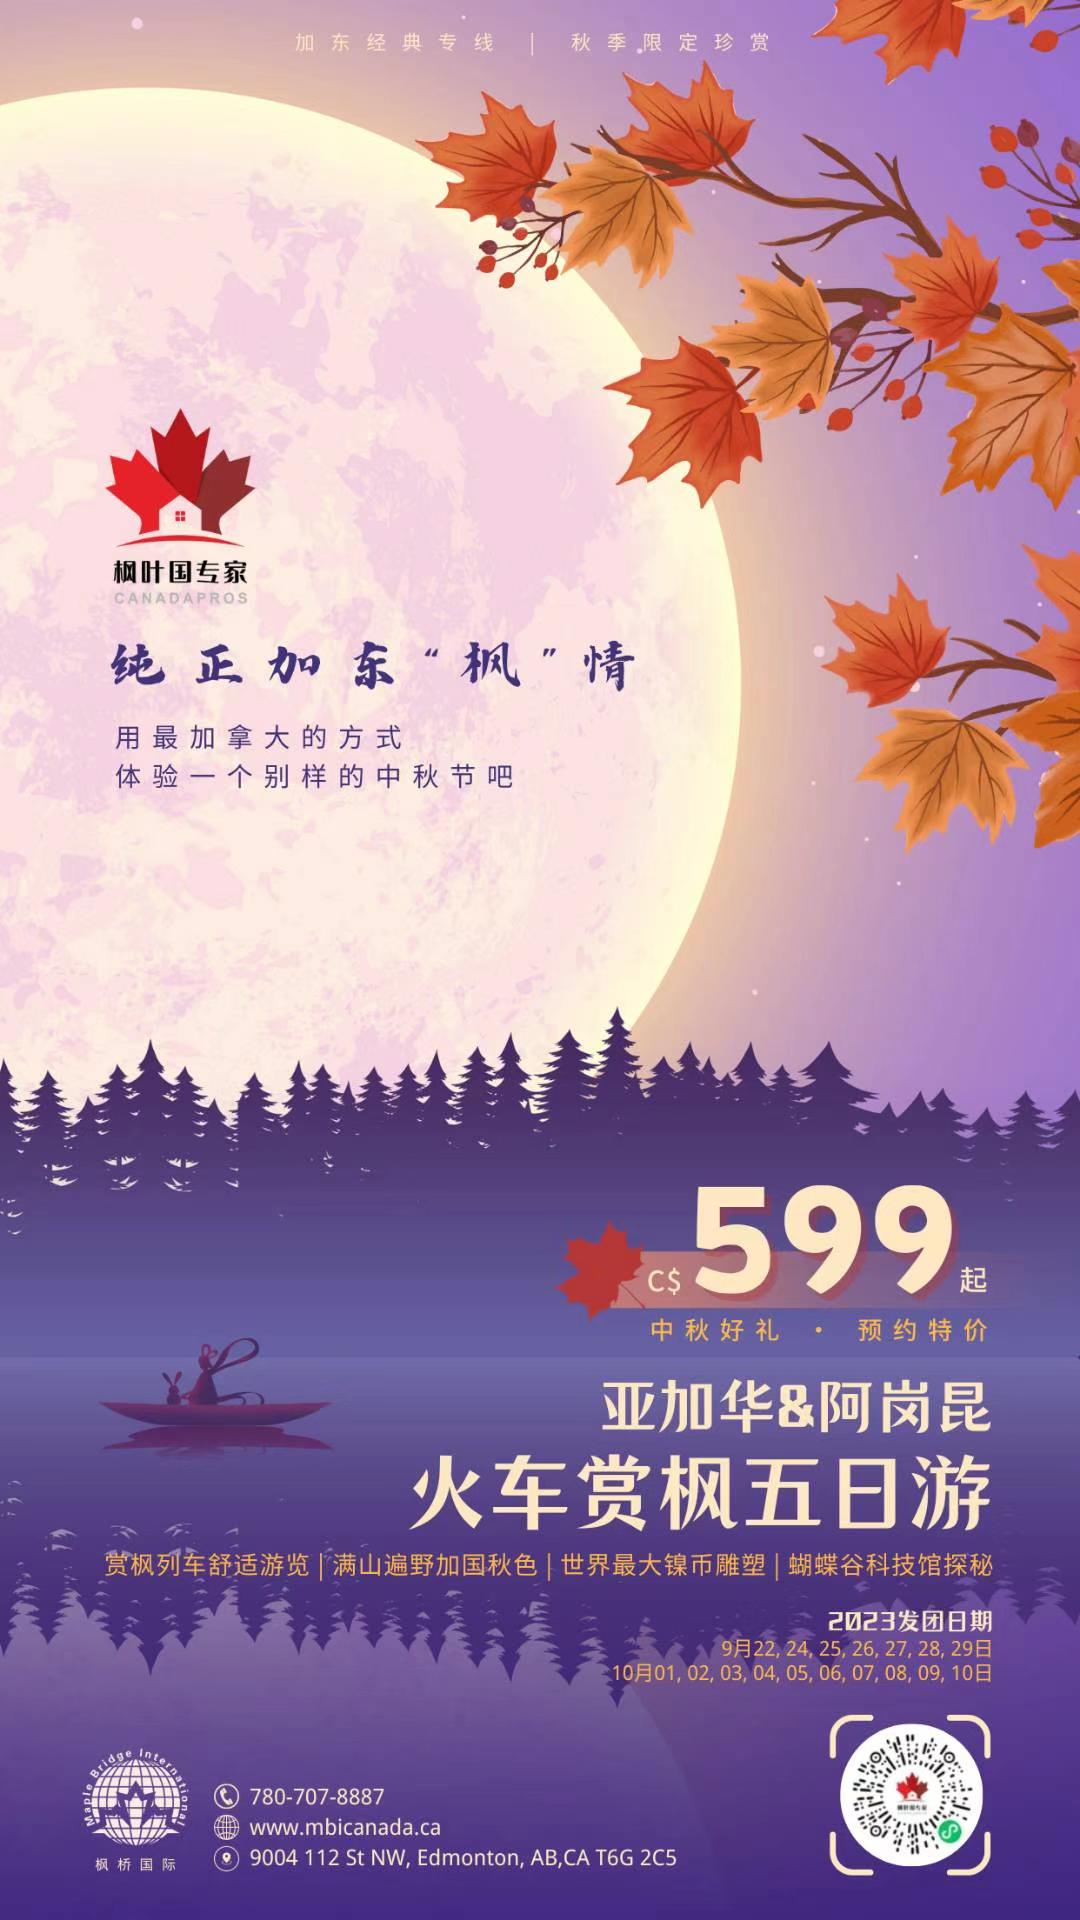 加东经典专线 | 秋季限定珍赏
枫叶国专家
CANADAPROS
纯正加东“枫”情
用最加拿大的方式
体验一个别样的中秋节吧
C$ 599 起
中秋好礼 · 预约特价
亚加华&阿岗昆
火车赏枫五日游
赏枫列车舒适游览 | 满山遍野加国秋色 | 世界最大镍币雕塑 | 蝴蝶谷科技馆探秘
2023发团日期
9月22, 24, 25, 26, 27, 28, 29日
10月01, 02, 03, 04, 05, 06, 07, 08, 09, 10日
Maple Bridge International
枫桥国际
780-707-8887
www.mbicanada.ca
9004 112 St NW, Edmonton, AB,CA T6G 2C5
枫叶国专家